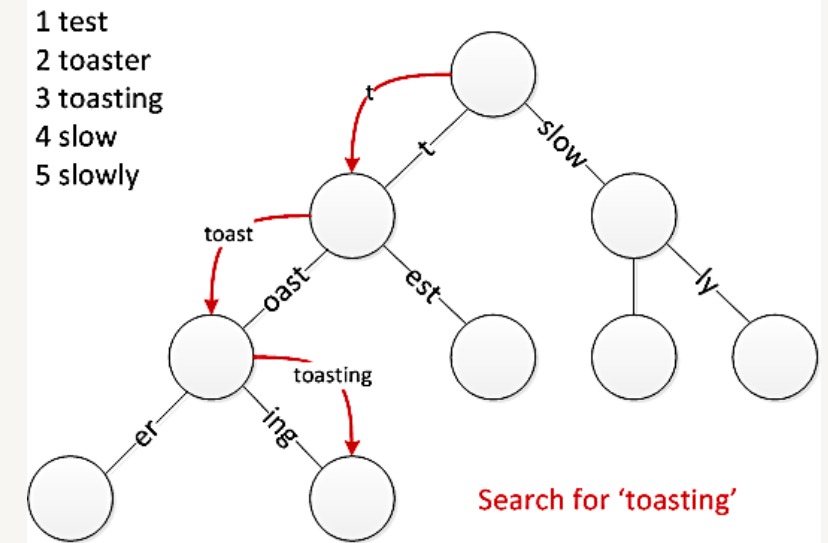 1 test
2 toaster
3 toasting
4 slow
5 slowly
t
t
slow
toast
oast
est
ly
toasting
er
ing
Search for ‘toasting’